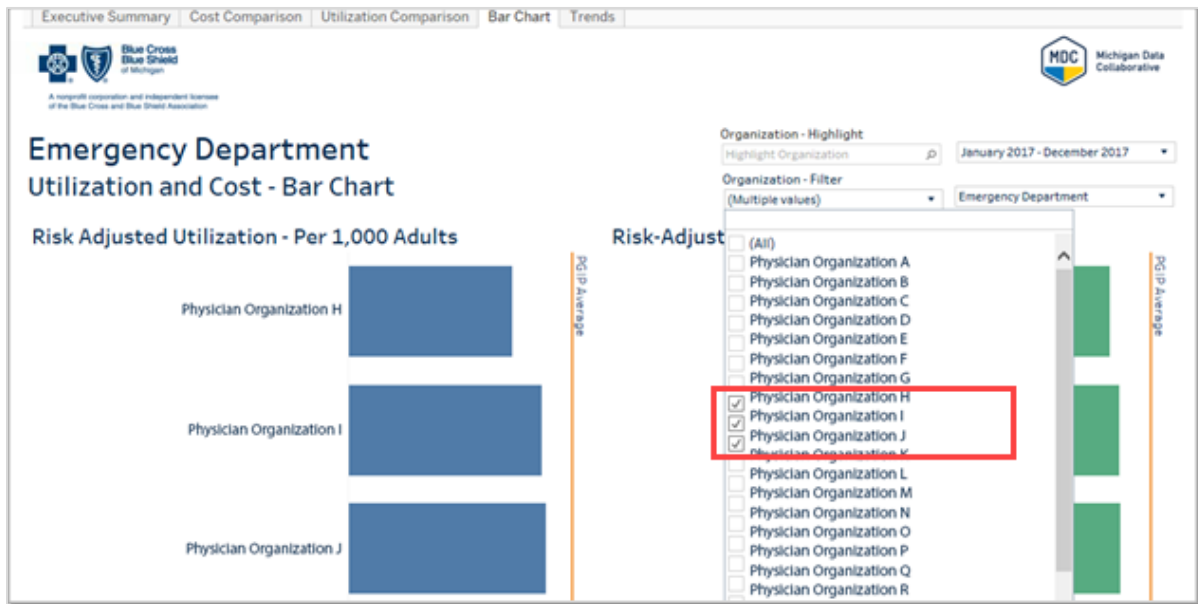 Executive Summary
Cost Comparison
Utilization Comparison
Bar Chart
Trends
Blue Cross
Blue Shield
of Michigan
A nonprofit corporation and independent licensee
of the Blue Cross and Blue Shield Association
MDC
Michigan Data
Collaborative
Emergency Department
Utilization and Cost - Bar Chart
Organization - Highlight
Highlight Organization
January 2017 - December 2017
Organization - Filter
(Multiple values)
Emergency Department
Risk Adjusted Utilization - Per 1,000 Adults
PGIP Average
Physician Organization H
Physician Organization I
Physician Organization J
Risk-Adjust
(All)
Physician Organization A
Physician Organization B
Physician Organization C
Physician Organization D
Physician Organization E
Physician Organization F
Physician Organization G
Physician Organization H
Physician Organization I
Physician Organization J
Physician Organization K
Physician Organization L
Physician Organization M
Physician Organization N
Physician Organization O
Physician Organization P
Physician Organization Q
Physician Organization R
PGIP Average